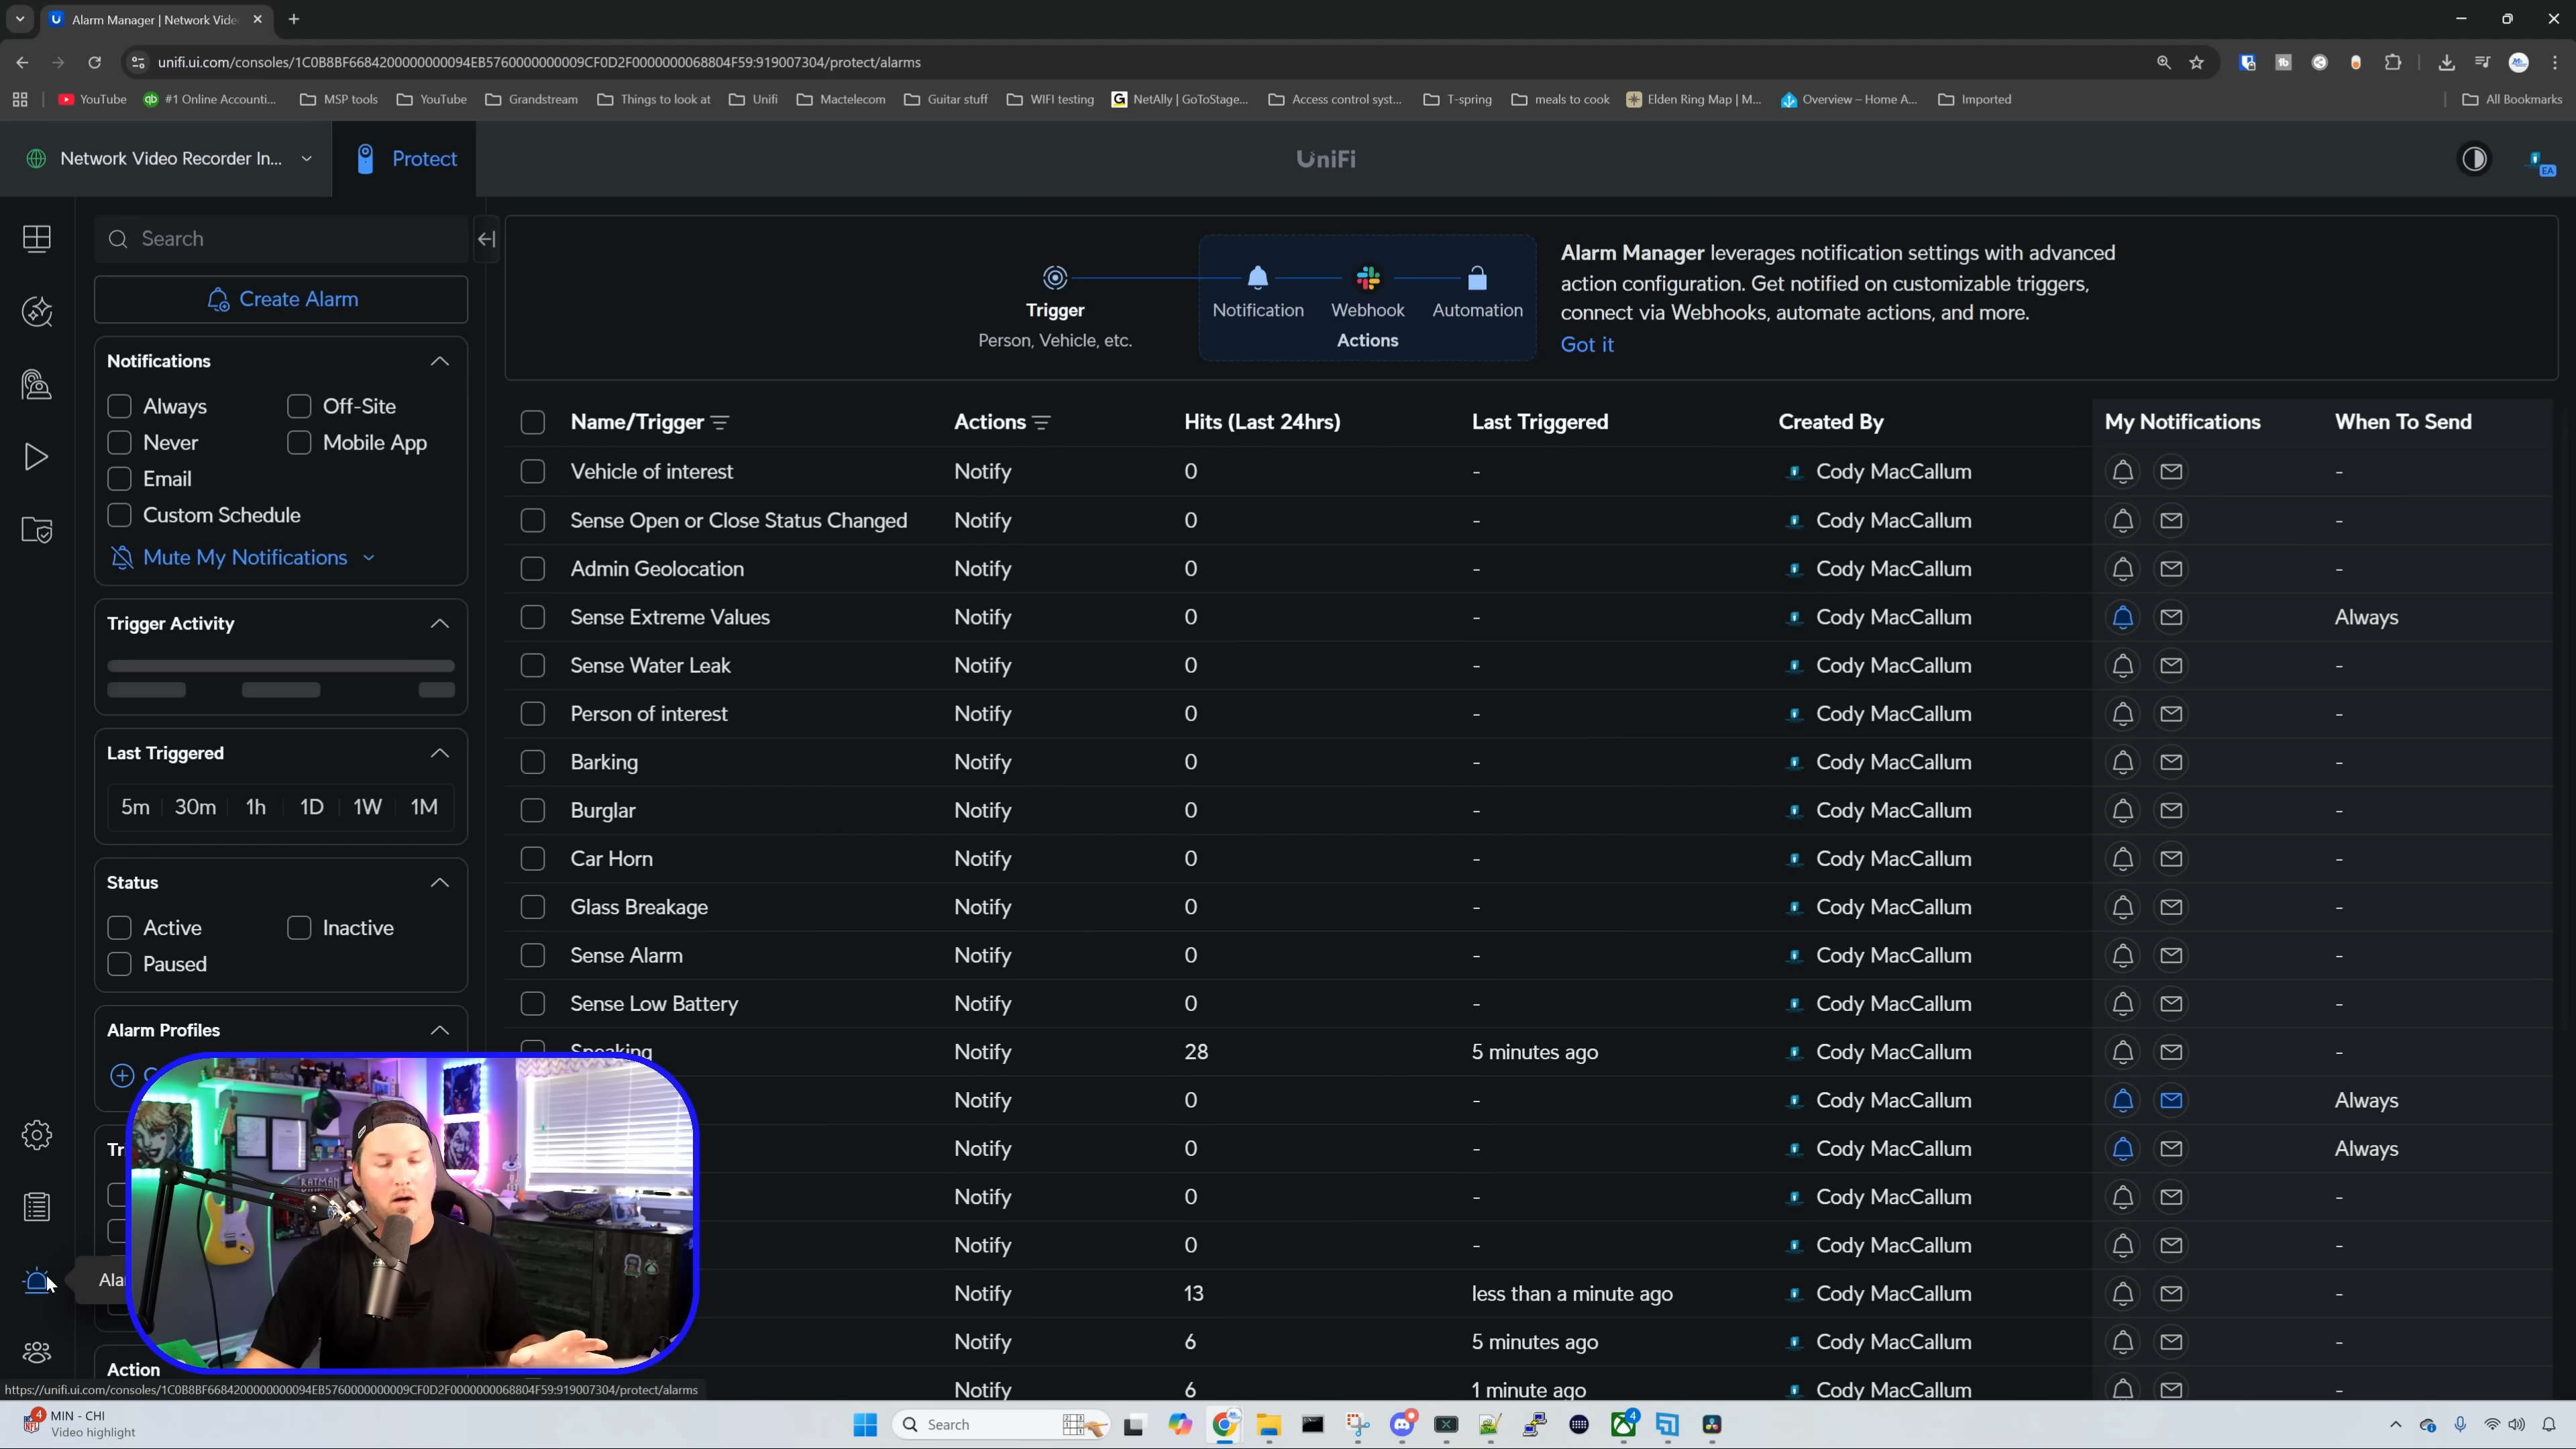 Alarm Manager | Network Vide
unifi.ui.com/consoles/1C0B8BF6684200000000094EB5760000000009CF0D2F0000000068804F59:919007304/protect/alarms
YouTube
#1 Online Accounti...
MSP tools
YouTube
Grandstream
Things to look at
Unifi
Mactelecom
Guitar stuff
WIFI testing
NetAlly | GoToStage...
Access control syst...
T-spring
meals to cook
Elden Ring Map | M...
Overview – Home A...
Imported
All Bookmarks
Network Video Recorder In...
Protect
UniFi
EA
Search
Create Alarm
Notifications
Always Off-Site
Never Mobile App
Email
Custom Schedule
Mute My Notifications
Trigger Activity
Last Triggered
5m 30m 1h 1D 1W 1M
Status
Active Inactive
Paused
Alarm Profiles
Action
Trigger
Person, Vehicle, etc.
Notification Webhook Automation
Actions
Alarm Manager leverages notification settings with advanced
action configuration. Get notified on customizable triggers,
connect via Webhooks, automate actions, and more.
Got it
Name/Trigger Actions Hits (Last 24hrs) Last Triggered Created By My Notifications When To Send
Vehicle of interest Notify 0 - Cody MacCallum -
Sense Open or Close Status Changed Notify 0 - Cody MacCallum -
Admin Geolocation Notify 0 - Cody MacCallum -
Sense Extreme Values Notify 0 - Cody MacCallum Always
Sense Water Leak Notify 0 - Cody MacCallum -
Person of interest Notify 0 - Cody MacCallum -
Barking Notify 0 - Cody MacCallum -
Burglar Notify 0 - Cody MacCallum -
Car Horn Notify 0 - Cody MacCallum -
Glass Breakage Notify 0 - Cody MacCallum -
Sense Alarm Notify 0 - Cody MacCallum -
Sense Low Battery Notify 0 - Cody MacCallum -
Speaking Notify 28 5 minutes ago Cody MacCallum -
Notify 0 - Cody MacCallum Always
Notify 0 - Cody MacCallum Always
Notify 0 - Cody MacCallum -
Notify 0 - Cody MacCallum -
Notify 13 less than a minute ago Cody MacCallum -
Notify 6 5 minutes ago Cody MacCallum -
Notify 6 1 minute ago Cody MacCallum -
https://unifi.ui.com/consoles/1C0B8BF6684200000000094EB5760000000009CF0D2F0000000068804F59:919007304/protect/alarms
4
MIN - CHI
Video highlight
Search
4